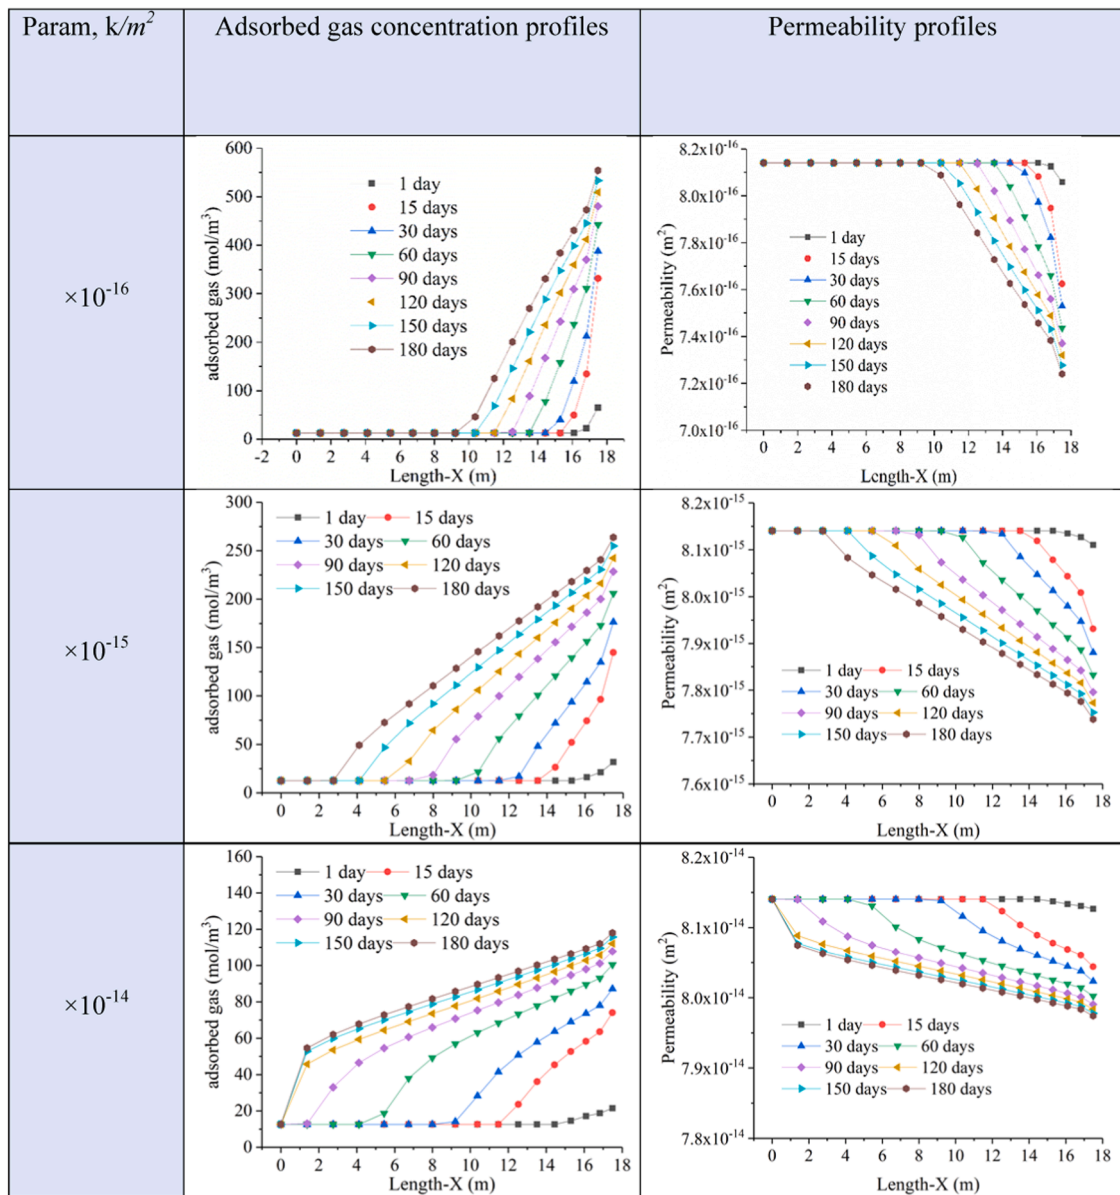 Param, k/m²
Adsorbed gas concentration profiles
Permeability profiles
×10⁻¹⁶
600
500
400
300
200
100
0
adsorbed gas (mol/m³)
1 day
15 days
30 days
60 days
90 days
120 days
150 days
180 days
-2 0 2 4 6 8 10 12 14 16 18
Length-X (m)
8.2x10⁻¹⁶
8.0x10⁻¹⁶
7.8x10⁻¹⁶
7.6x10⁻¹⁶
7.4x10⁻¹⁶
7.2x10⁻¹⁶
7.0x10⁻¹⁶
Permeability (m²)
1 day
15 days
30 days
60 days
90 days
120 days
150 days
180 days
0 2 4 6 8 10 12 14 16 18
Length-X (m)
×10⁻¹⁵
300
250
200
150
100
50
0
adsorbed gas (mol/m³)
1 day 15 days
30 days 60 days
90 days 120 days
150 days 180 days
0 2 4 6 8 10 12 14 16 18
Length-X (m)
8.2x10⁻¹⁵
8.1x10⁻¹⁵
8.0x10⁻¹⁵
7.9x10⁻¹⁵
7.8x10⁻¹⁵
7.7x10⁻¹⁵
7.6x10⁻¹⁵
Permeability (m²)
1 day 15 days
30 days 60 days
90 days 120 days
150 days 180 days
0 2 4 6 8 10 12 14 16 18
Length-X (m)
×10⁻¹⁴
160
140
120
100
80
60
40
20
0
adsorbed gas (mol/m³)
1 day 15 days
30 days 60 days
90 days 120 days
150 days 180 days
0 2 4 6 8 10 12 14 16 18
Length-X (m)
8.2x10⁻¹⁴
8.1x10⁻¹⁴
8.0x10⁻¹⁴
7.9x10⁻¹⁴
7.8x10⁻¹⁴
Permeability (m²)
1 day 15 days
30 days 60 days
90 days 120 days
150 days 180 days
0 2 4 6 8 10 12 14 16 18
Length-X (m)